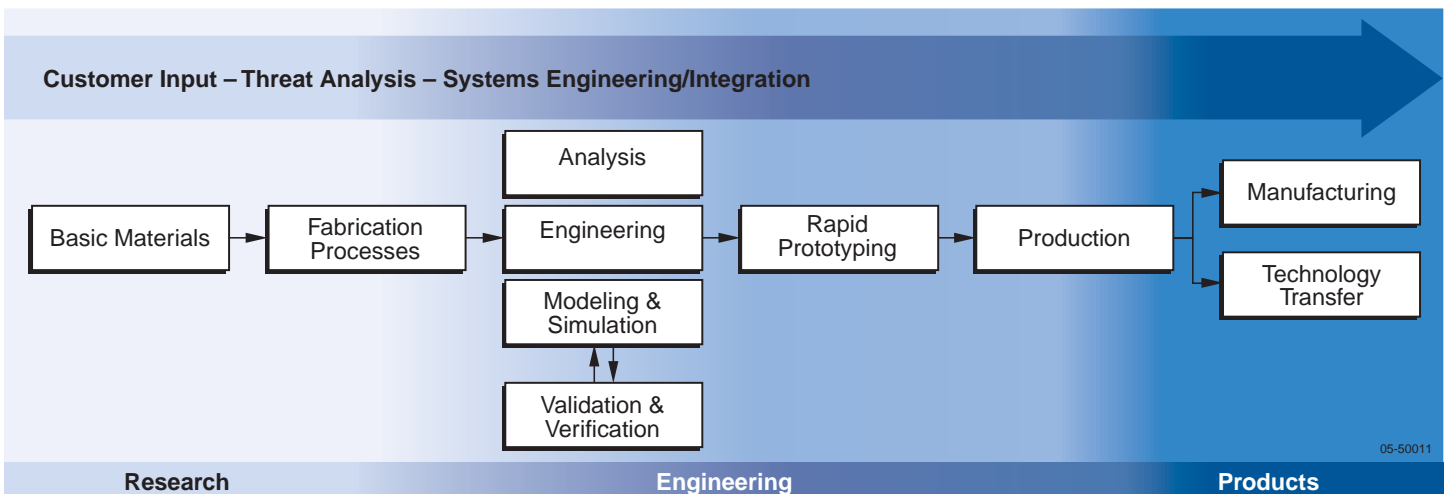 Customer Input – Threat Analysis – Systems Engineering/Integration
Analysis
Basic Materials
Fabrication
Processes
Engineering
Rapid
Prototyping
Production
Manufacturing
Technology
Transfer
Modeling &
Simulation
Validation &
Verification
05-50011
Research
Engineering
Products